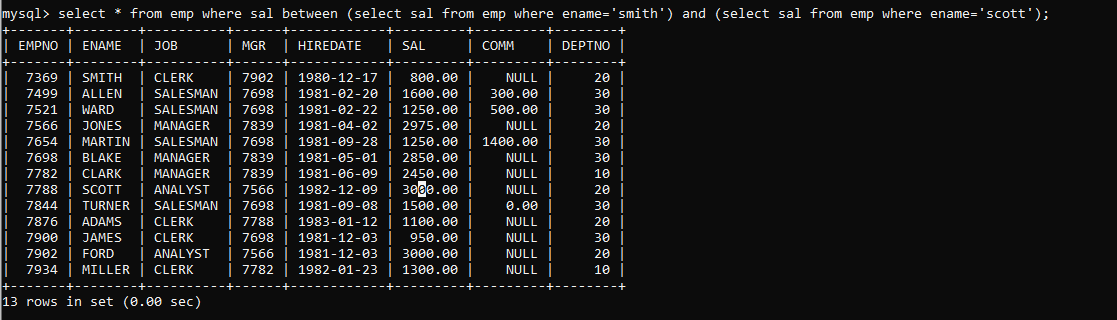 mysql> select * from emp where sal between (select sal from emp where ename='smith') and (select sal from emp where ename='scott');
+-------+--------+----------+------+------------+---------+---------+--------+
| EMPNO | ENAME  | JOB      | MGR  | HIREDATE   | SAL     | COMM    | DEPTNO |
+-------+--------+----------+------+------------+---------+---------+--------+
|  7369 | SMITH  | CLERK    | 7902 | 1980-12-17 |  800.00 |    NULL |     20 |
|  7499 | ALLEN  | SALESMAN | 7698 | 1981-02-20 | 1600.00 |  300.00 |     30 |
|  7521 | WARD   | SALESMAN | 7698 | 1981-02-22 | 1250.00 |  500.00 |     30 |
|  7566 | JONES  | MANAGER  | 7839 | 1981-04-02 | 2975.00 |    NULL |     20 |
|  7654 | MARTIN | SALESMAN | 7698 | 1981-09-28 | 1250.00 | 1400.00 |     30 |
|  7698 | BLAKE  | MANAGER  | 7839 | 1981-05-01 | 2850.00 |    NULL |     30 |
|  7782 | CLARK  | MANAGER  | 7839 | 1981-06-09 | 2450.00 |    NULL |     10 |
|  7788 | SCOTT  | ANALYST  | 7566 | 1982-12-09 | 3000.00 |    NULL |     20 |
|  7844 | TURNER | SALESMAN | 7698 | 1981-09-08 | 1500.00 |    0.00 |     30 |
|  7876 | ADAMS  | CLERK    | 7788 | 1983-01-12 | 1100.00 |    NULL |     20 |
|  7900 | JAMES  | CLERK    | 7698 | 1981-12-03 |  950.00 |    NULL |     30 |
|  7902 | FORD   | ANALYST  | 7566 | 1981-12-03 | 3000.00 |    NULL |     20 |
|  7934 | MILLER | CLERK    | 7782 | 1982-01-23 | 1300.00 |    NULL |     10 |
+-------+--------+----------+------+------------+---------+---------+--------+
13 rows in set (0.00 sec)